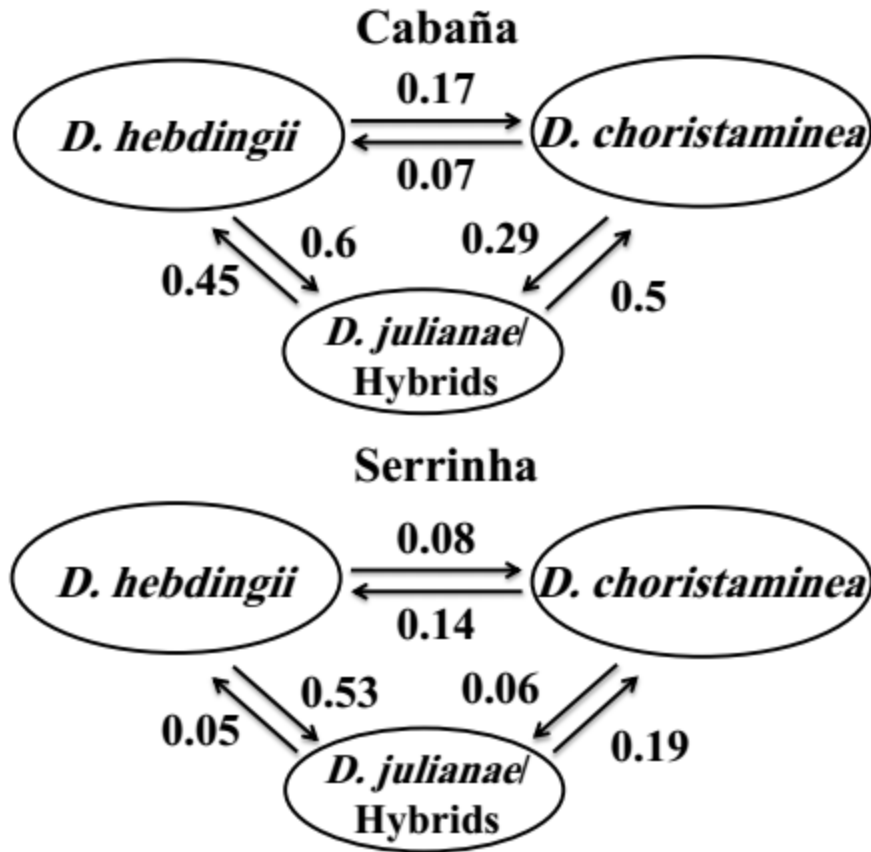 Cabaña
0.17
D. hebdingii
D. choristaminea
0.07
0.6
0.29
0.45
0.5
D. julianae/
Hybrids
Serrinha
0.08
D. hebdingii
D. choristaminea
0.14
0.53
0.06
0.05
0.19
D. julianae/
Hybrids